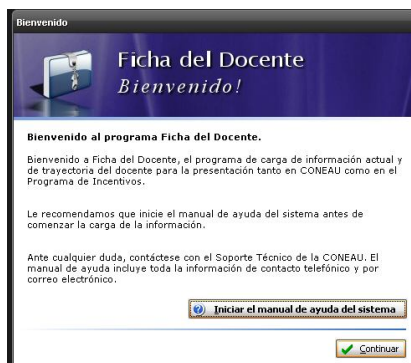 Bienvenido
Ficha del Docente
Bienvenido!
Bienvenido al programa Ficha del Docente.
Bienvenido a Ficha del Docente, el programa de carga de información actual y
de trayectoria del docente para la presentación tanto en CONEAU como en el
Programa de Incentivos.
Le recomendamos que inicie el manual de ayuda del sistema antes de
comenzar la carga de la información.
Ante cualquier duda, contáctese con el Soporte Técnico de la CONEAU. El
manual de ayuda incluye toda la información de contacto telefónico y por
correo electrónico.
Iniciar el manual de ayuda del sistema
Continuar